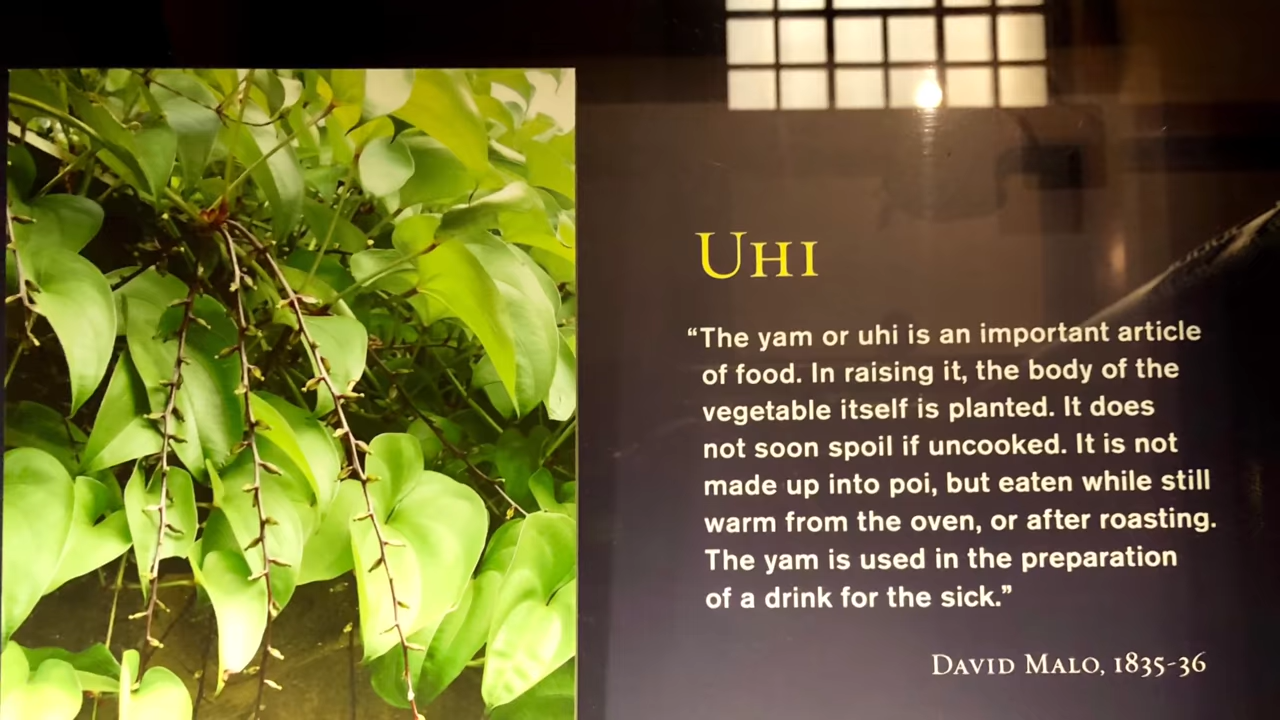 UHI
“The yam or uhi is an important article
of food. In raising it, the body of the
vegetable itself is planted. It does
not soon spoil if uncooked. It is not
made up into poi, but eaten while still
warm from the oven, or after roasting.
The yam is used in the preparation
of a drink for the sick.”
DAVID MALO, 1835-36